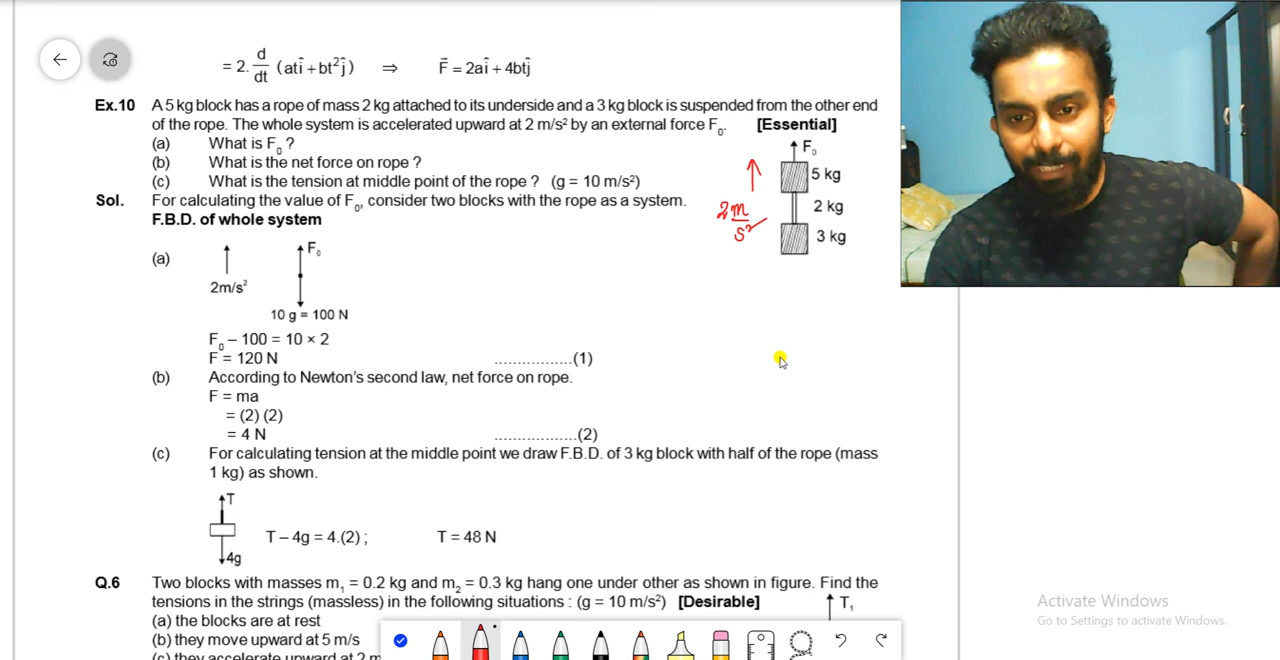 = 2. d/dt (atî + bt²ĵ) ⇒ F̄ = 2aî + 4btĵ
Ex.10 A 5 kg block has a rope of mass 2 kg attached to its underside and a 3 kg block is suspended from the other end
of the rope. The whole system is accelerated upward at 2 m/s² by an external force F₀. [Essential]
(a) What is F₀ ?
(b) What is the net force on rope ?
(c) What is the tension at middle point of the rope ? (g = 10 m/s²)
F₀
5 kg
2 kg
3 kg
2m/s²
Sol. For calculating the value of F₀, consider two blocks with the rope as a system.
F.B.D. of whole system
(a) 2m/s² F₀
10 g = 100 N
F₀ – 100 = 10 × 2
F = 120 N ..................(1)
(b) According to Newton's second law, net force on rope.
F = ma
= (2) (2)
= 4 N ...................(2)
(c) For calculating tension at the middle point we draw F.B.D. of 3 kg block with half of the rope (mass
1 kg) as shown.
T
T – 4g = 4.(2) ; T = 48 N
4g
Q.6 Two blocks with masses m₁ = 0.2 kg and m₂ = 0.3 kg hang one under other as shown in figure. Find the
tensions in the strings (massless) in the following situations : (g = 10 m/s²) [Desirable]
T₁
(a) the blocks are at rest
(b) they move upward at 5 m/s
Activate Windows
Go to Settings to activate Windows.